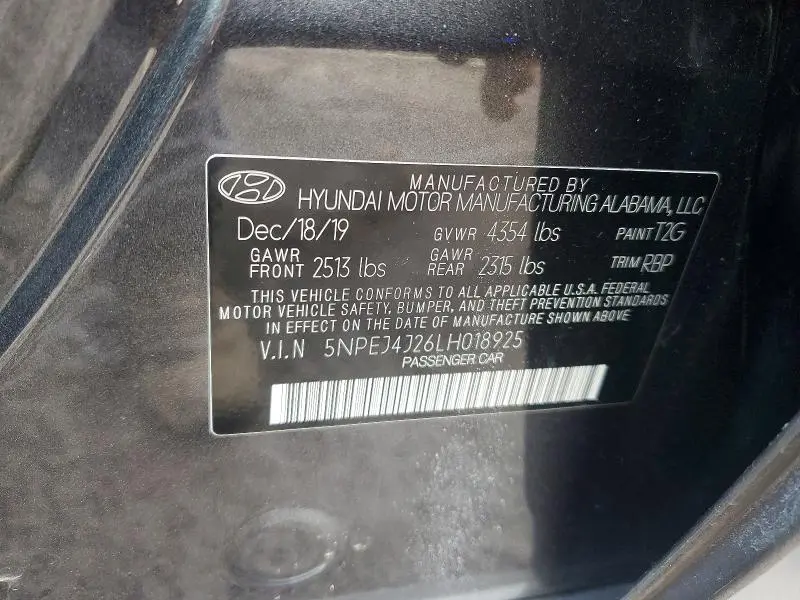 MANUFACTURED BY
HYUNDAI MOTOR MANUFACTURING ALABAMA, LLC
Dec/18/19 GVWR 4354 lbs PAINT T2G
GAWR FRONT 2513 lbs GAWR REAR 2315 lbs TRIM RBP
THIS VEHICLE CONFORMS TO ALL APPLICABLE U.S.A. FEDERAL
MOTOR VEHICLE SAFETY, BUMPER, AND THEFT PREVENTION STANDARDS
IN EFFECT ON THE DATE OF MANUFACTURE SHOWN ABOVE
V.I.N 5NPEJ4J26LH018925
PASSENGER CAR